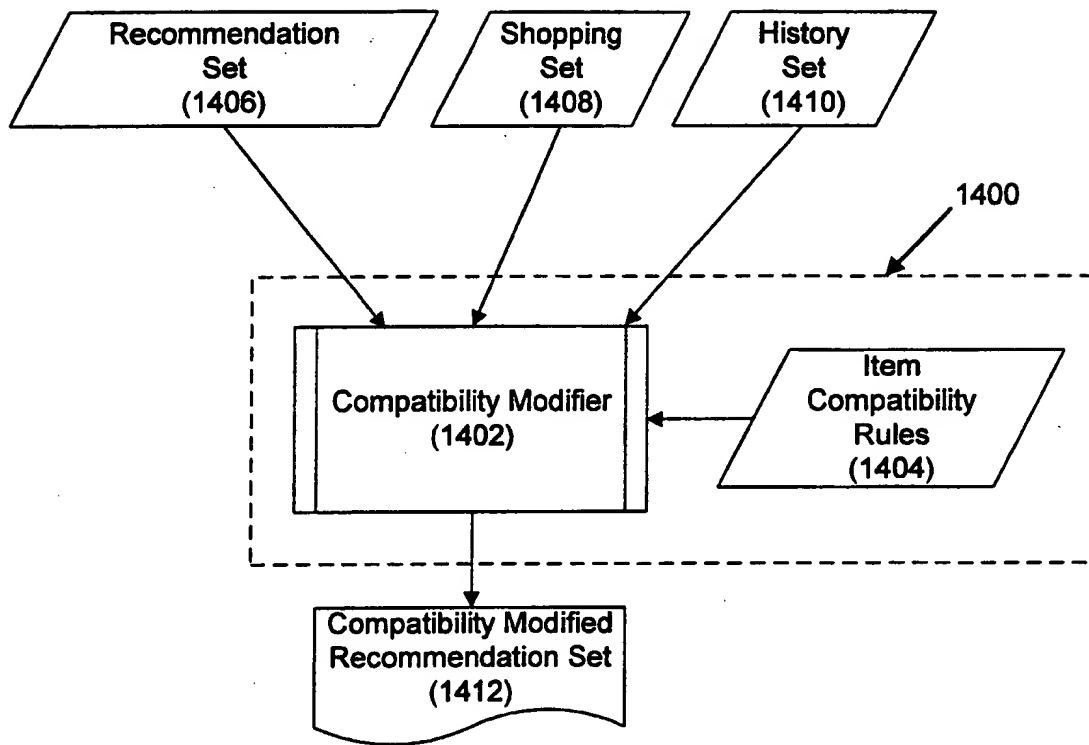 Recommendation
Set
(1406)
Shopping
Set
(1408)
History
Set
(1410)
1400
Compatibility Modifier
(1402)
Item
Compatibility
Rules
(1404)
Compatibility Modified
Recommendation Set
(1412)